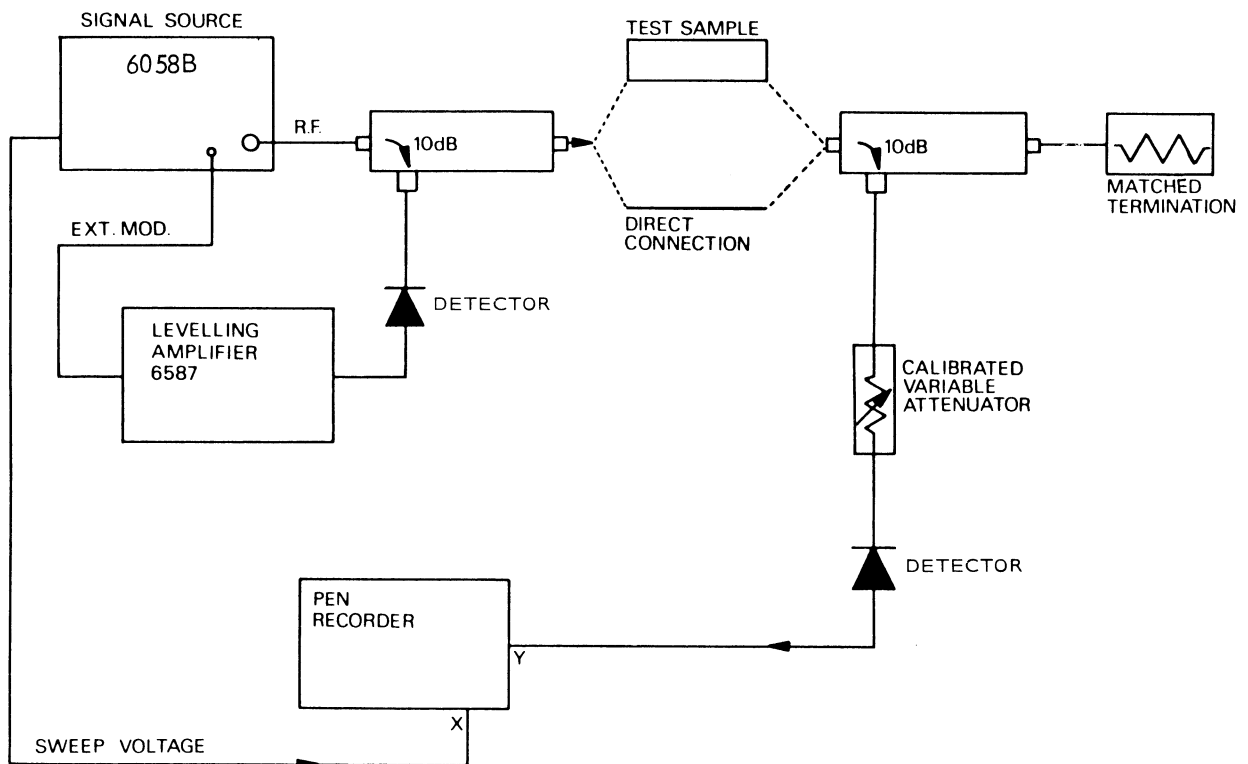 SIGNAL SOURCE
6058B
R.F.
EXT. MOD.
10dB
TEST SAMPLE
DIRECT
CONNECTION
10dB
MATCHED
TERMINATION
LEVELLING
AMPLIFIER
6587
DETECTOR
CALIBRATED
VARIABLE
ATTENUATOR
DETECTOR
PEN
RECORDER
Y
X
SWEEP VOLTAGE